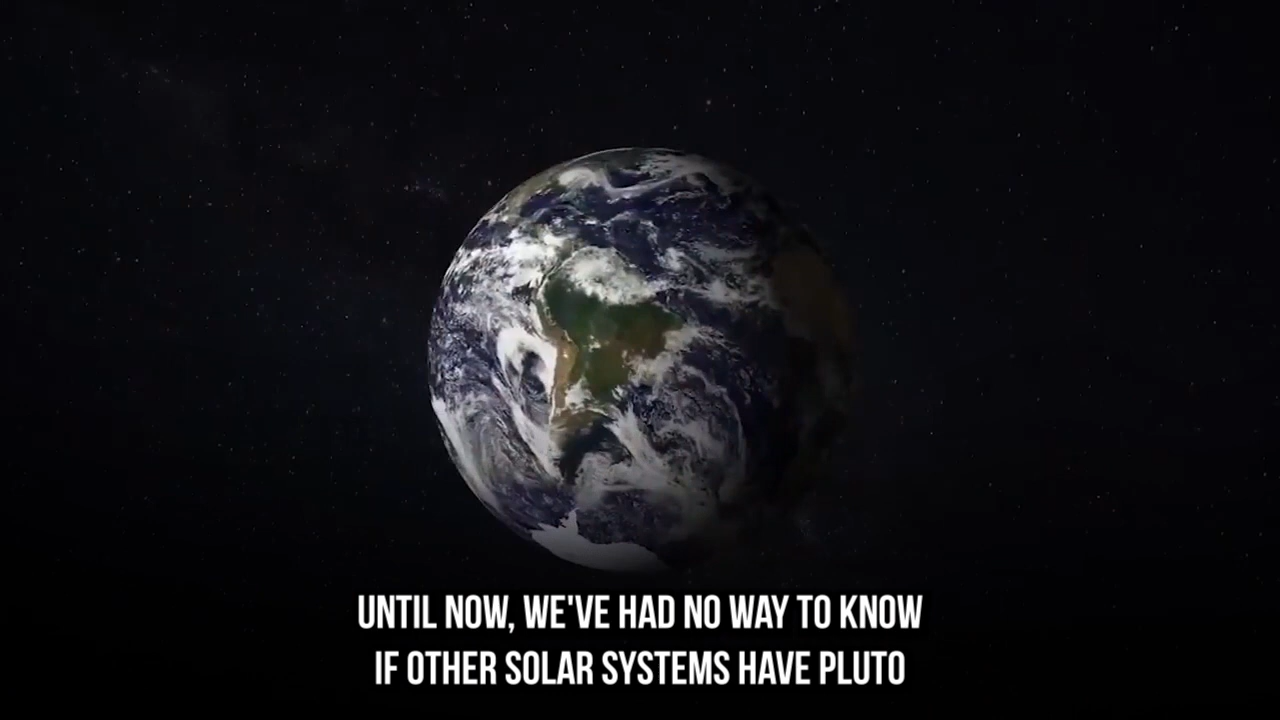 UNTIL NOW, WE'VE HAD NO WAY TO KNOW
IF OTHER SOLAR SYSTEMS HAVE PLUTO